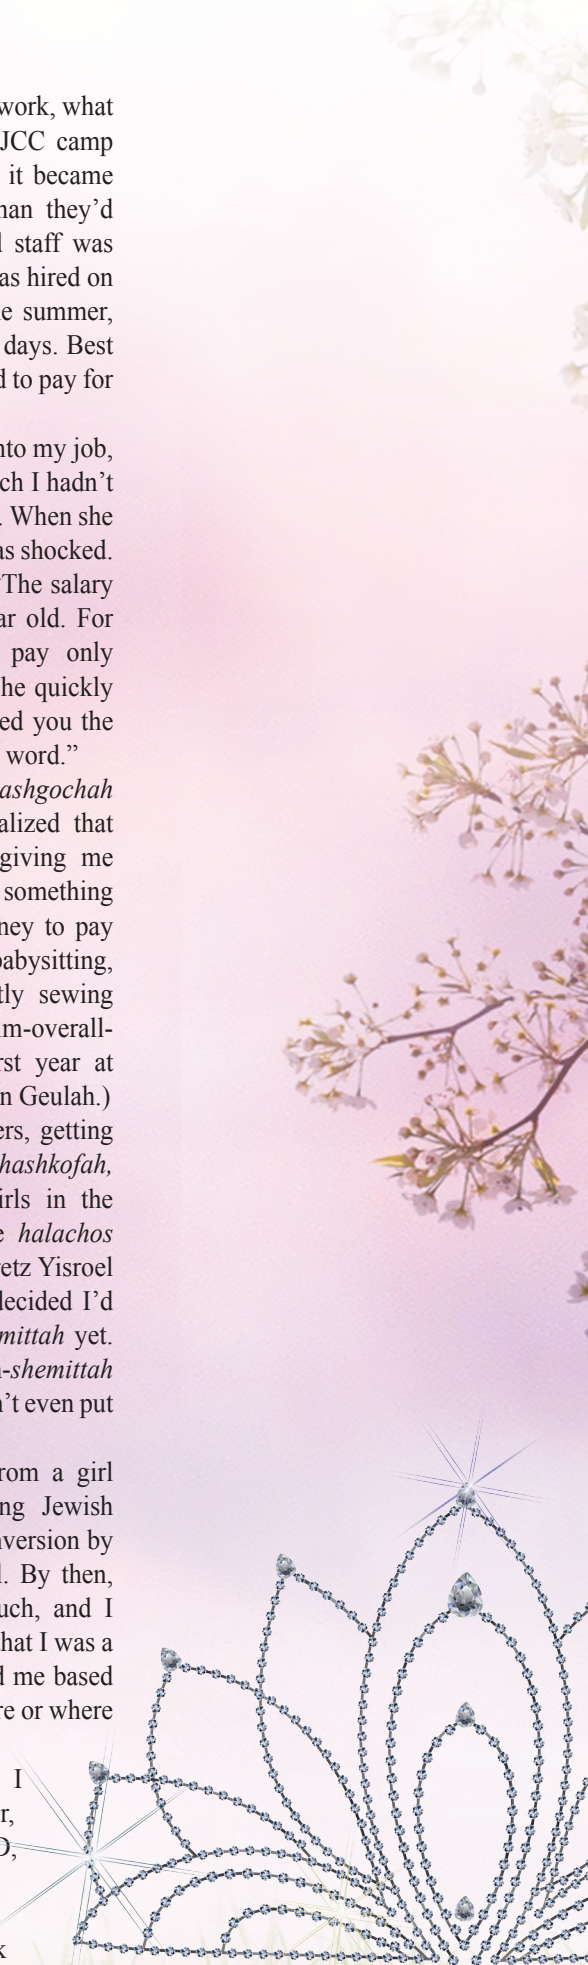 work, what
JCC camp
it became
han they'd
staff was
as hired on
e summer,
days. Best
d to pay for
nto my job,
ch I hadn't
. When she
as shocked.
The salary
ar old. For
pay only
he quickly
ed you the
word."
ashgochah
alized that
giving me
something
ney to pay
babysitting,
tly sewing
m-overall-
rst year at
n Geulah.)
ers, getting
hashkofah,
irls in the
e halachos
retz Yisroel
decided I'd
mittah yet.
-shemittah
't even put
rom a girl
ng Jewish
nversion by
. By then,
uch, and I
hat I was a
d me based
re or where
I
r,
D,
k